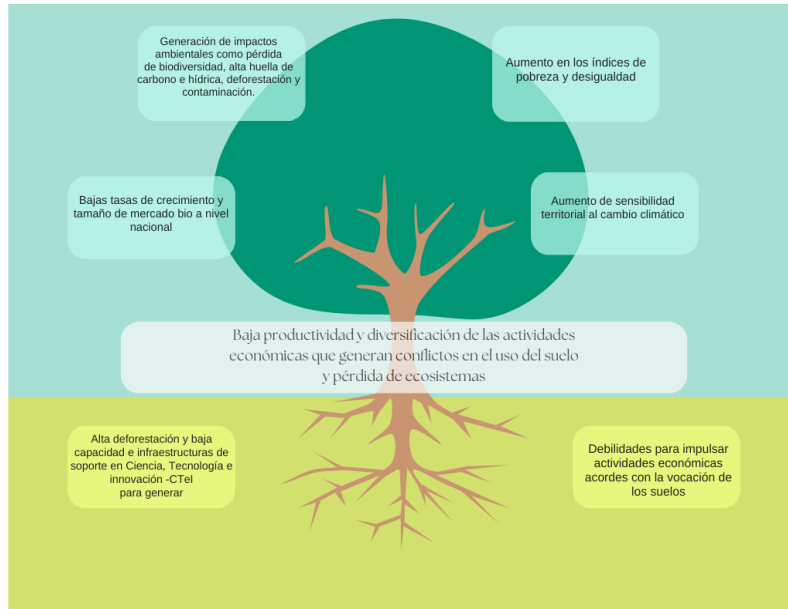 Generación de impactos
ambientales como pérdida
de biodiversidad, alta huella de
carbono e hídrica, deforestación y
contaminación.
Aumento en los índices de
pobreza y desigualdad
Bajas tasas de crecimiento y
tamaño de mercado bio a nivel
nacional
Aumento de sensibilidad
territorial al cambio climático
Baja productividad y diversificación de las actividades
económicas que generan conflictos en el uso del suelo
y pérdida de ecosistemas
Alta deforestación y baja
capacidad e infraestructuras de
soporte en Ciencia, Tecnología e
innovación -CTeI
para generar
Debilidades para impulsar
actividades económicas
acordes con la vocación de
los suelos